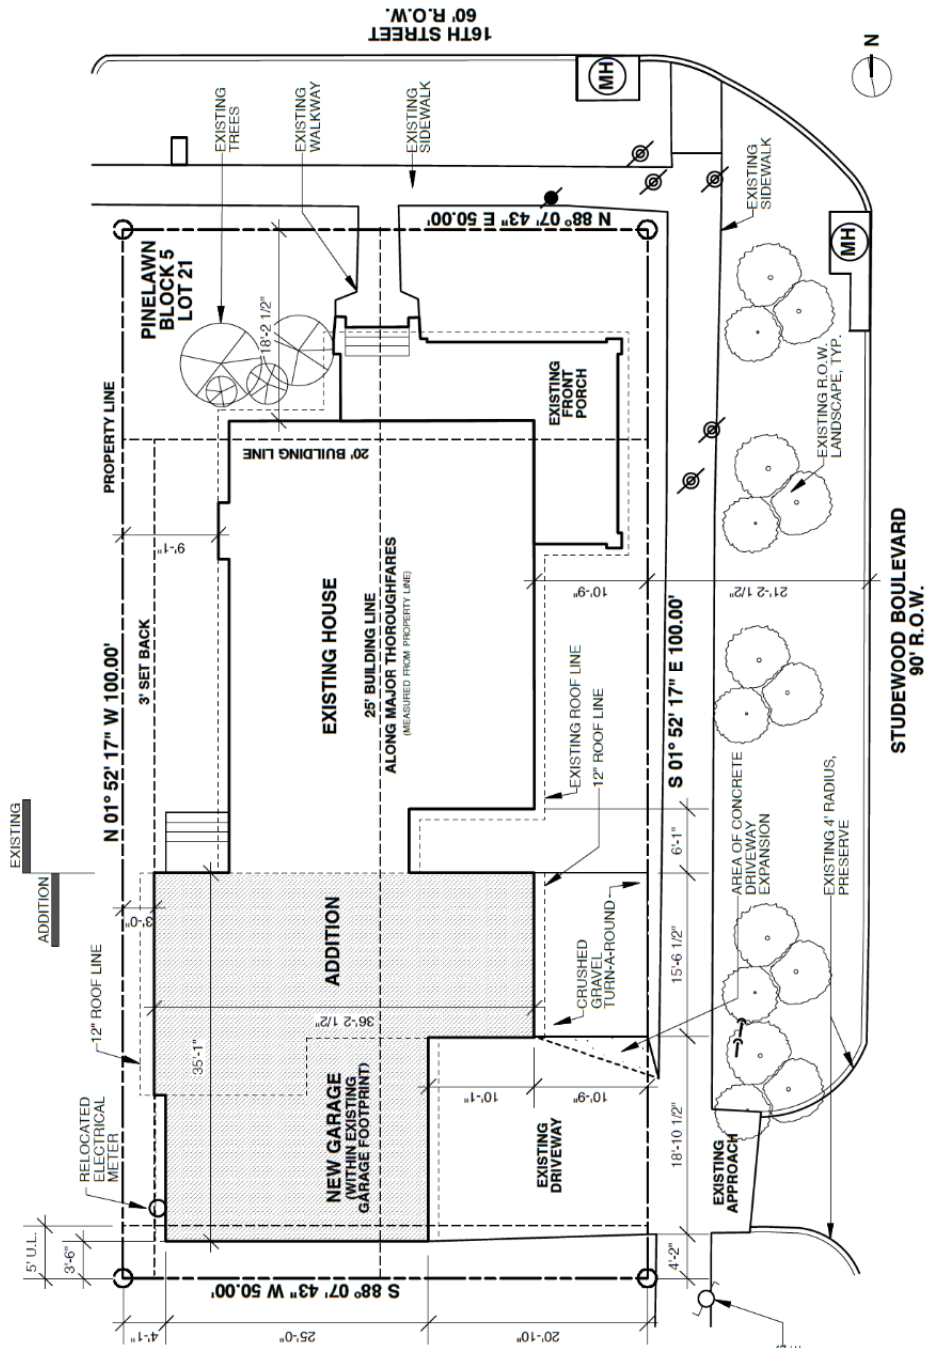 16TH STREET
60' R.O.W.
N
MH
EXISTING
TREES
EXISTING
WALKWAY
EXISTING
SIDEWALK
EXISTING
SIDEWALK
N 88° 07' 43" E 50.00'
MH
PINELAWN
BLOCK 5
LOT 21
18'-2 1/2"
PROPERTY LINE
20' BUILDING LINE
EXISTING
FRONT
PORCH
EXISTING R.O.W.
LANDSCAPE, TYP.
9'-1"
3' SET BACK
N 01° 52' 17" W 100.00'
EXISTING HOUSE
25' BUILDING LINE
ALONG MAJOR THOROUGHFARES
(MEASURED FROM PROPERTY LINE)
10'-9"
21'-2 1/2"
S 01° 52' 17" E 100.00'
STUDEWOOD BOULEVARD
90' R.O.W.
EXISTING ROOF LINE
12" ROOF LINE
EXISTING
ADDITION
6'-1"
AREA OF CONCRETE
DRIVEWAY
EXPANSION
EXISTING 4' RADIUS,
PRESERVE
3'-0"
ADDITION
12" ROOF LINE
CRUSHED
GRAVEL
TURN-A-ROUND
15'-6 1/2"
36'-2 1/2"
35'-1"
RELOCATED
ELECTRICAL
METER
NEW GARAGE
(WITHIN EXISTING
GARAGE FOOTPRINT)
10'-1"
10'-9"
EXISTING
DRIVEWAY
18'-10 1/2"
EXISTING
APPROACH
5' U.L.
3'-6"
4'-2"
S 88° 07' 43" W 50.00'
4'-1"
25'-0"
20'-10"